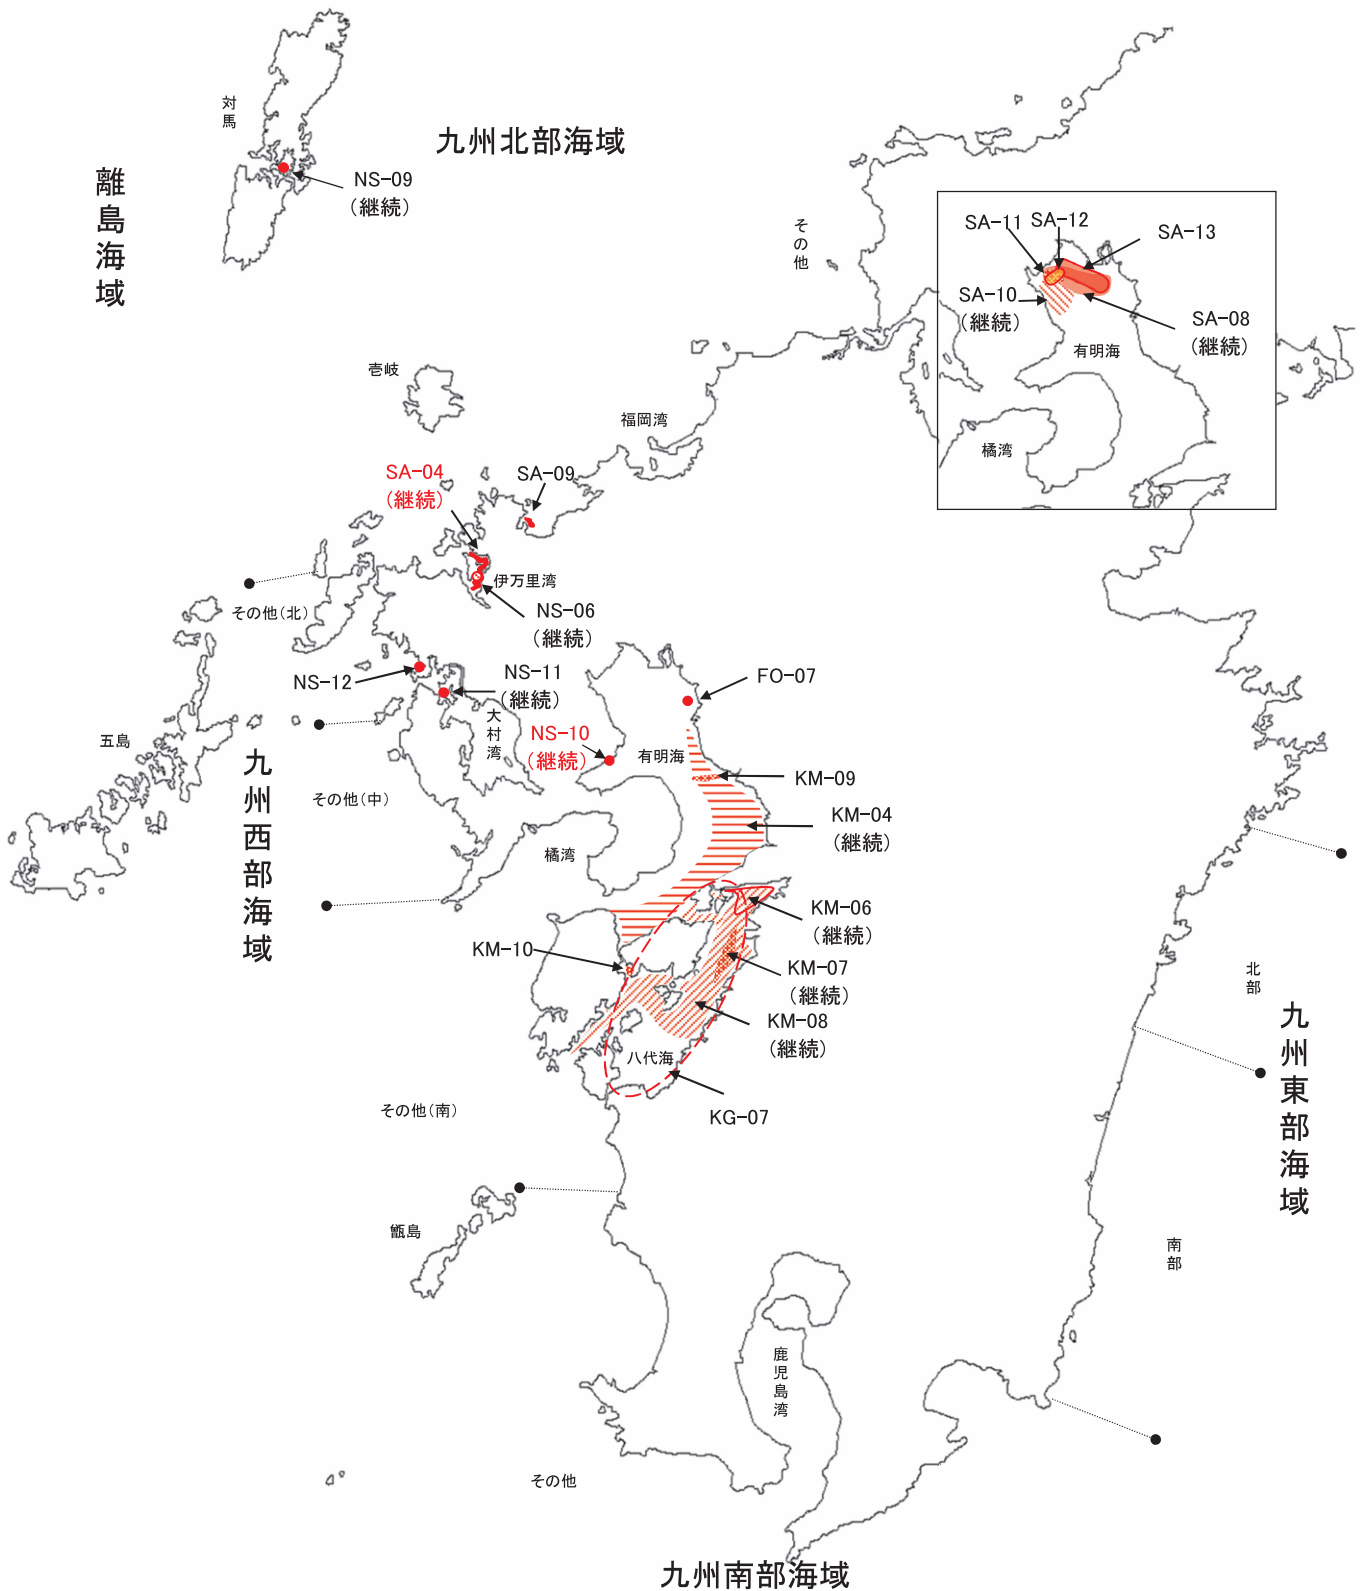 九州北部海域
離島海域
対馬
NS-09
(継続)
その他
SA-11
SA-12
SA-13
SA-10
(継続)
SA-08
(継続)
有明海
橘湾
壱岐
福岡湾
SA-04
(継続)
SA-09
伊万里湾
NS-06
(継続)
その他(北)
NS-12
NS-11
(継続)
大村湾
FO-07
NS-10
(継続)
有明海
五島
九州西部海域
その他(中)
KM-09
KM-04
(継続)
橘湾
KM-06
(継続)
KM-10
KM-07
(継続)
KM-08
(継続)
八代海
KG-07
その他(南)
北部
九州東部海域
甑島
南部
鹿児島湾
その他
九州南部海域